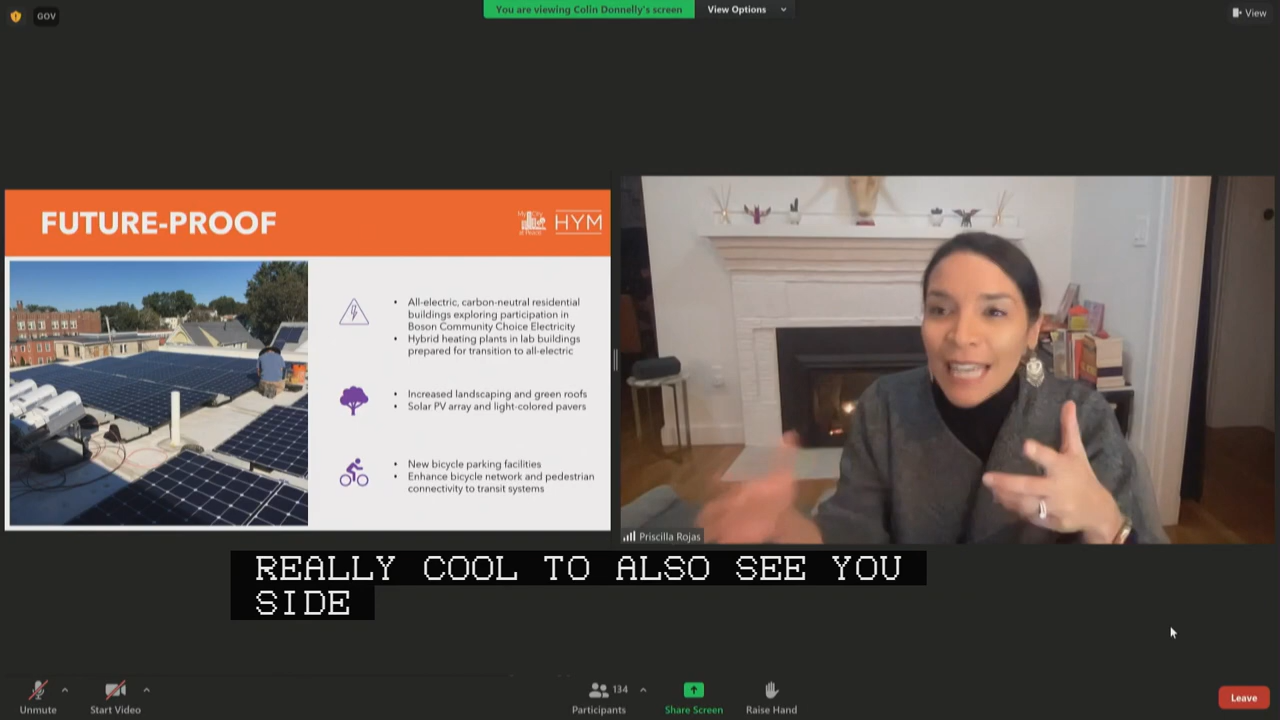 GOV
You are viewing Colin Donnelly's screen
View Options
View
FUTURE-PROOF
My City
at Peace
HYM
• All-electric, carbon-neutral residential
buildings exploring participation in
Boson Community Choice Electricity
• Hybrid heating plants in lab buildings
prepared for transition to all-electric
• Increased landscaping and green roofs
• Solar PV array and light-colored pavers
• New bicycle parking facilities
• Enhance bicycle network and pedestrian
connectivity to transit systems
Priscilla Rojas
REALLY COOL TO ALSO SEE YOU
SIDE
Unmute
Start Video
134
Participants
Share Screen
Raise Hand
Leave